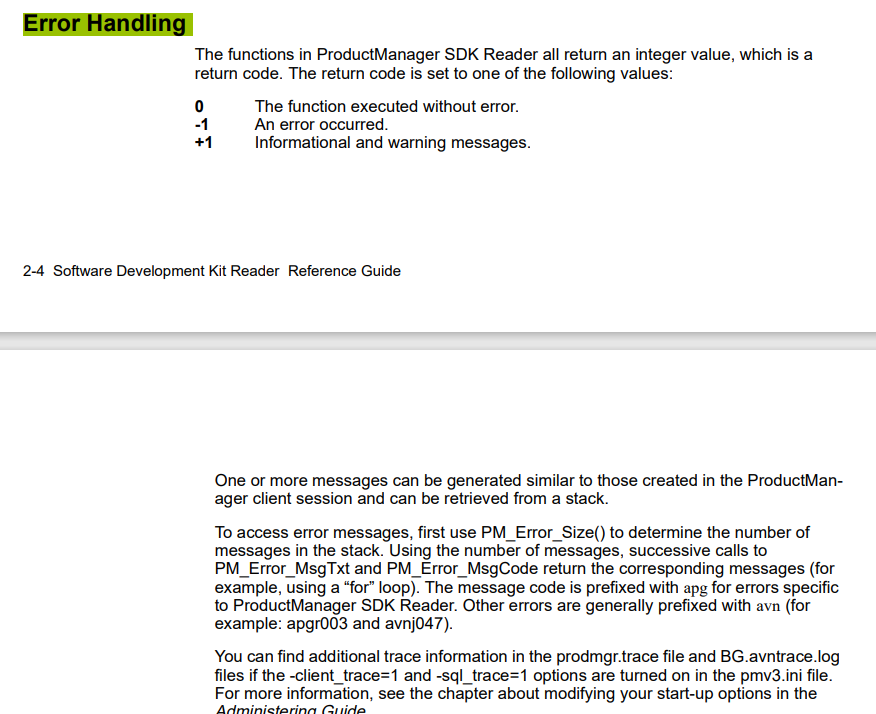 Error Handling
The functions in ProductManager SDK Reader all return an integer value, which is a
return code. The return code is set to one of the following values:
0 The function executed without error.
-1 An error occurred.
+1 Informational and warning messages.
2-4 Software Development Kit Reader Reference Guide
One or more messages can be generated similar to those created in the ProductMan-
ager client session and can be retrieved from a stack.
To access error messages, first use PM_Error_Size() to determine the number of
messages in the stack. Using the number of messages, successive calls to
PM_Error_MsgTxt and PM_Error_MsgCode return the corresponding messages (for
example, using a “for” loop). The message code is prefixed with apg for errors specific
to ProductManager SDK Reader. Other errors are generally prefixed with avn (for
example: apgr003 and avnj047).
You can find additional trace information in the prodmgr.trace file and BG.avntrace.log
files if the -client_trace=1 and -sql_trace=1 options are turned on in the pmv3.ini file.
For more information, see the chapter about modifying your start-up options in the
Administering Guide